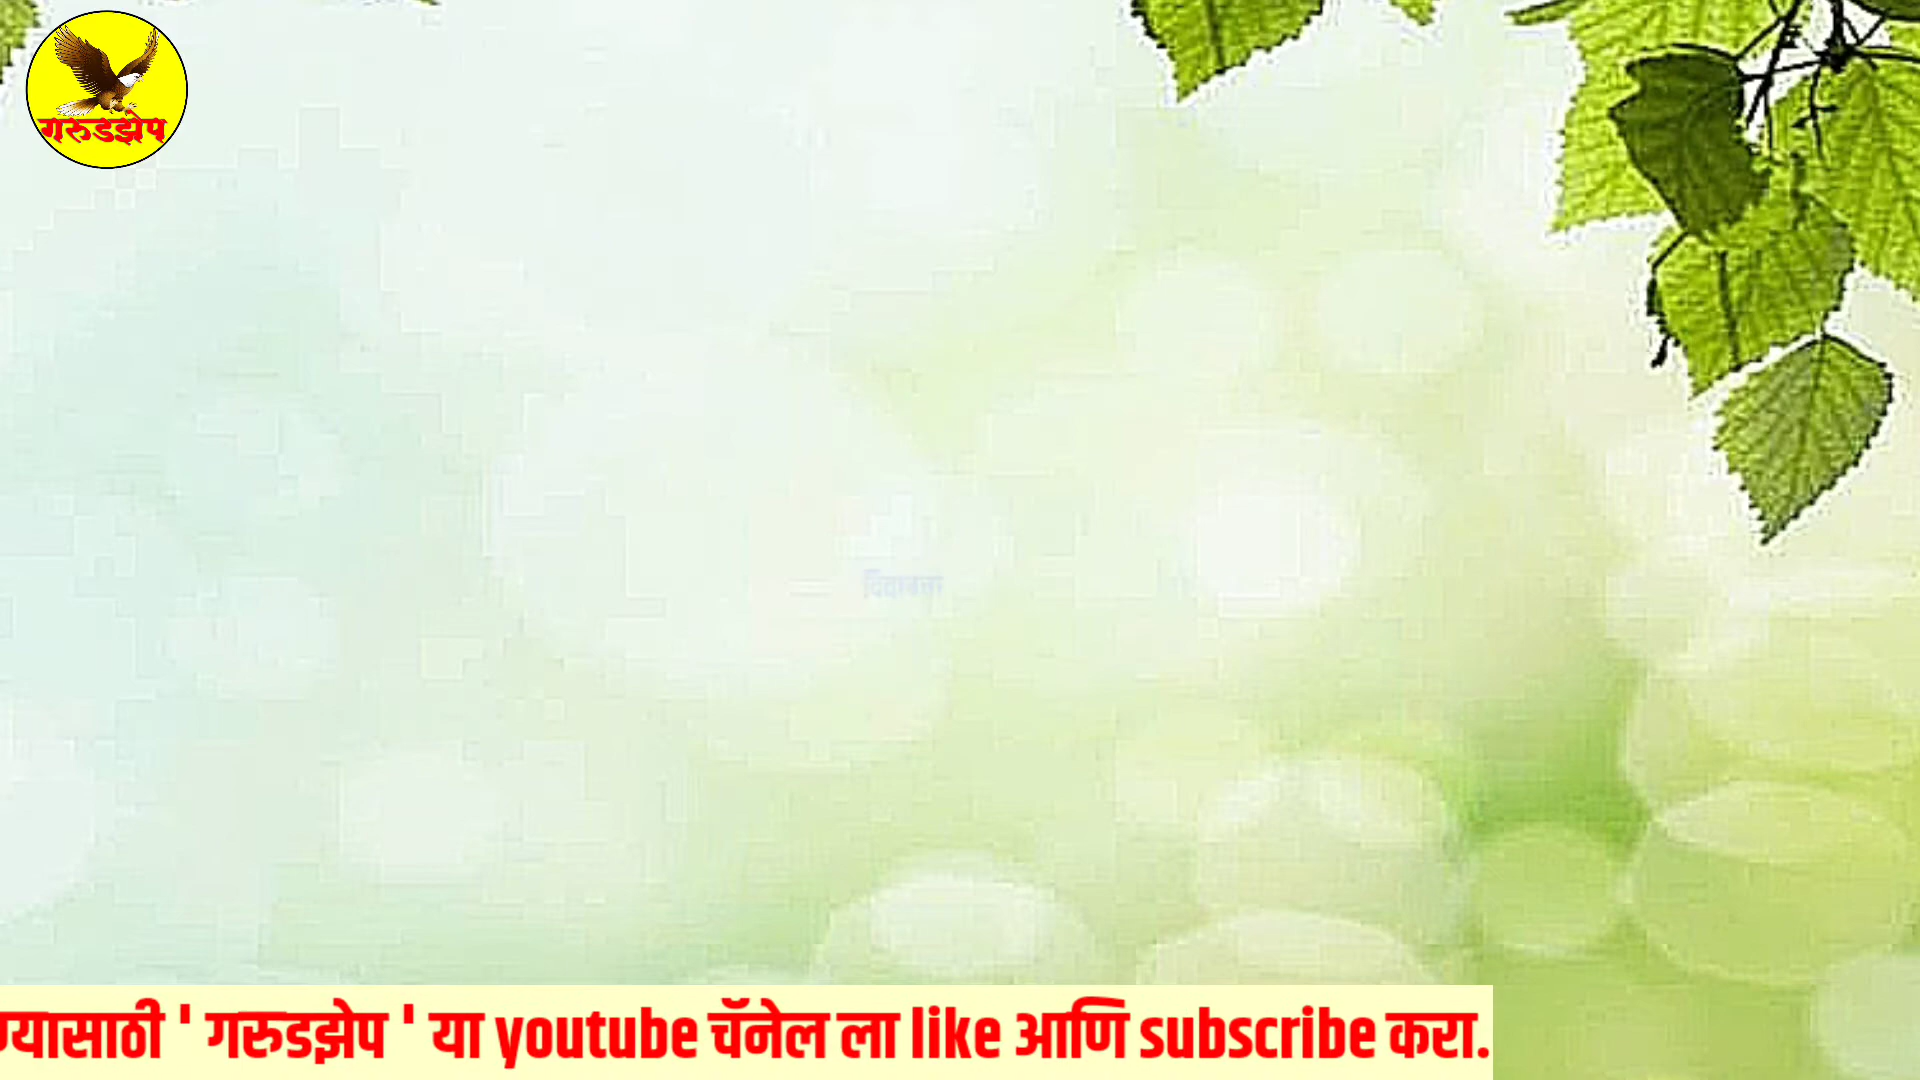 गरुडझेप
ण्यासाठी ' गरुडझेप ' या youtube चॅनेल ला like आणि subscribe करा.